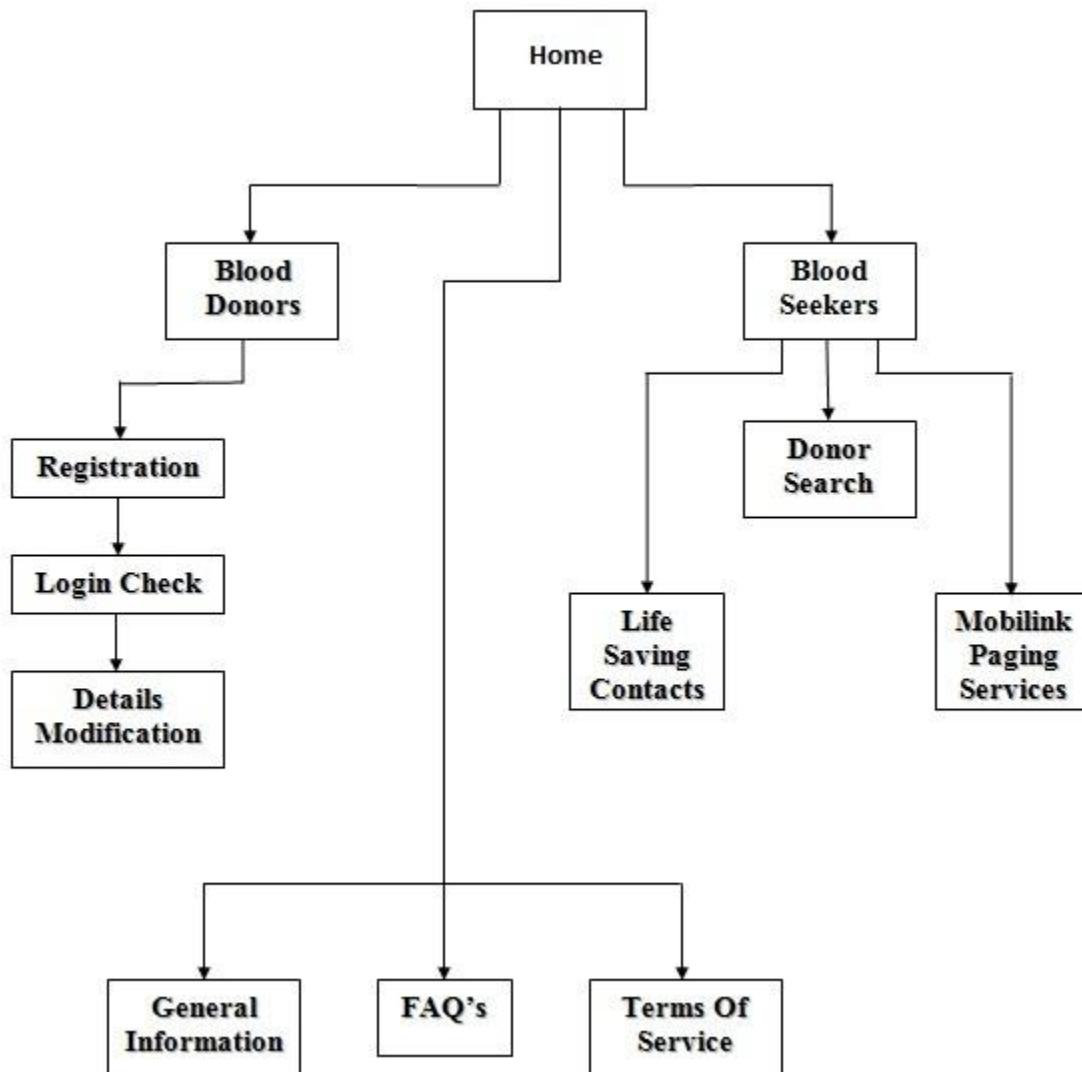 Home
Blood
Donors
Blood
Seekers
Registration
Login Check
Details
Modification
Donor
Search
Life
Saving
Contacts
Mobilink
Paging
Services
General
Information
FAQ’s
Terms Of
Service